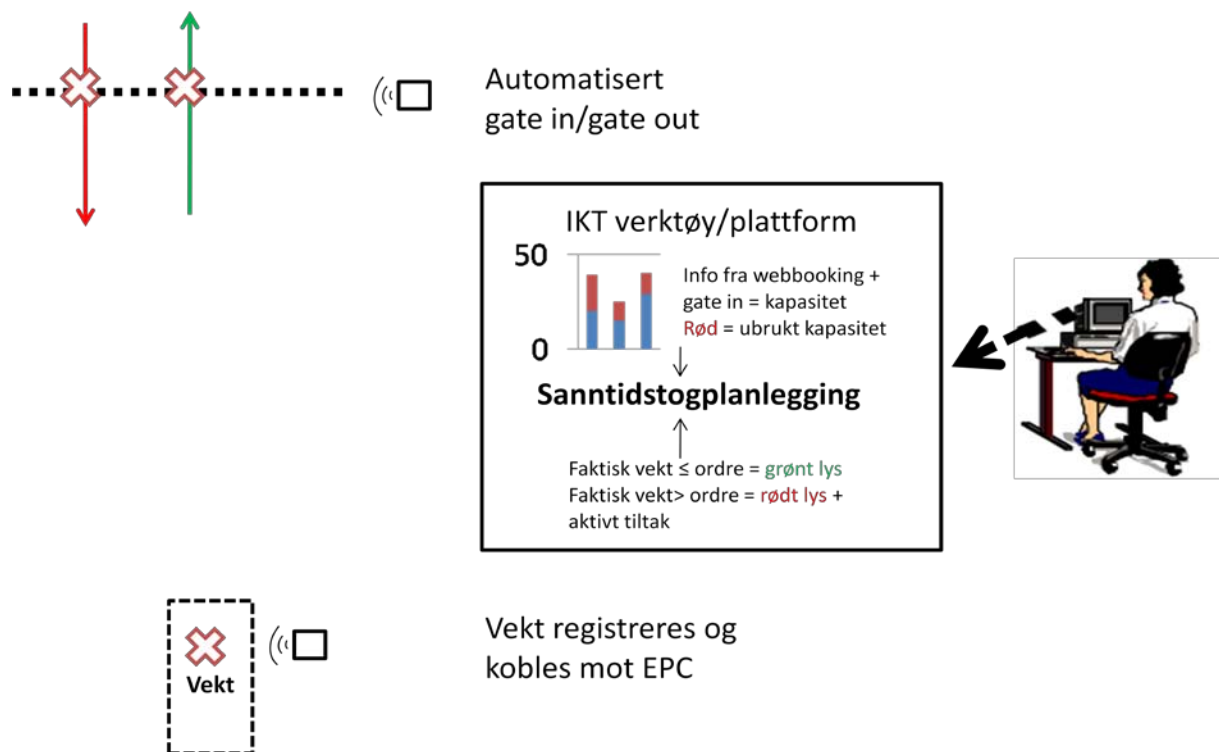 Automatisert
gate in/gate out
IKT verktøy/plattform
50
0
Info fra webbooking +
gate in = kapasitet
Rød = ubrukt kapasitet
Sanntidstogplanlegging
Faktisk vekt ≤ ordre = grønt lys
Faktisk vekt> ordre = rødt lys +
aktivt tiltak
Vekt
Vekt registreres og
kobles mot EPC